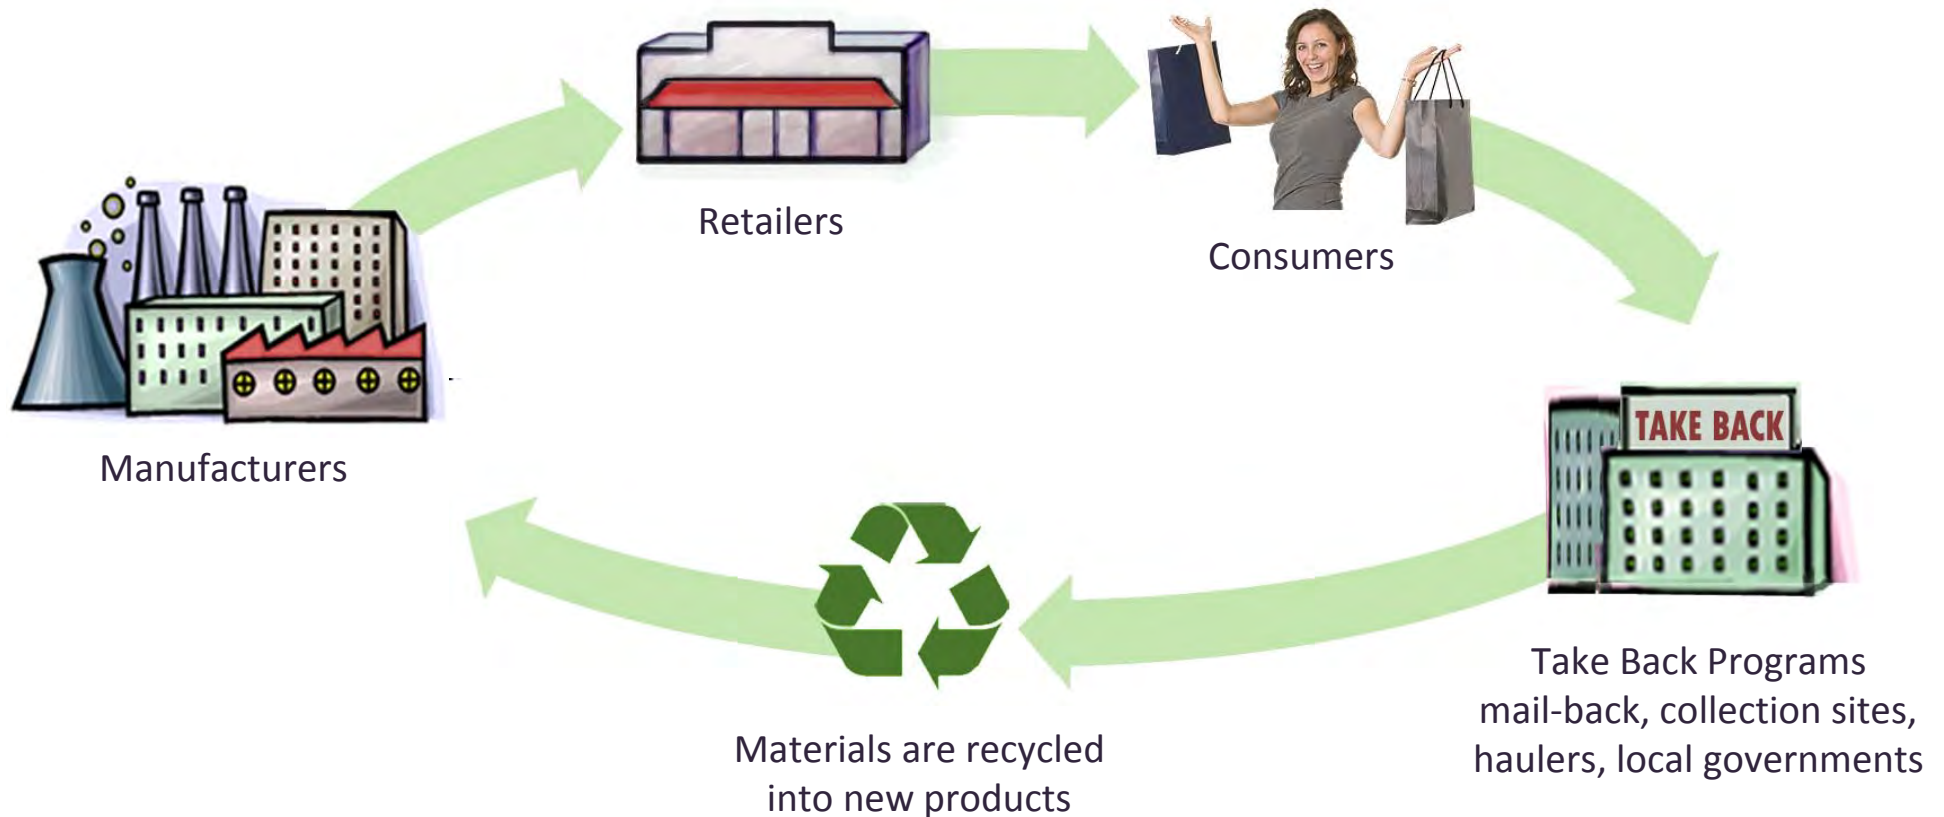 Retailers
Consumers
Manufacturers
TAKE BACK
Take Back Programs
mail-back, collection sites,
haulers, local governments
Materials are recycled
into new products